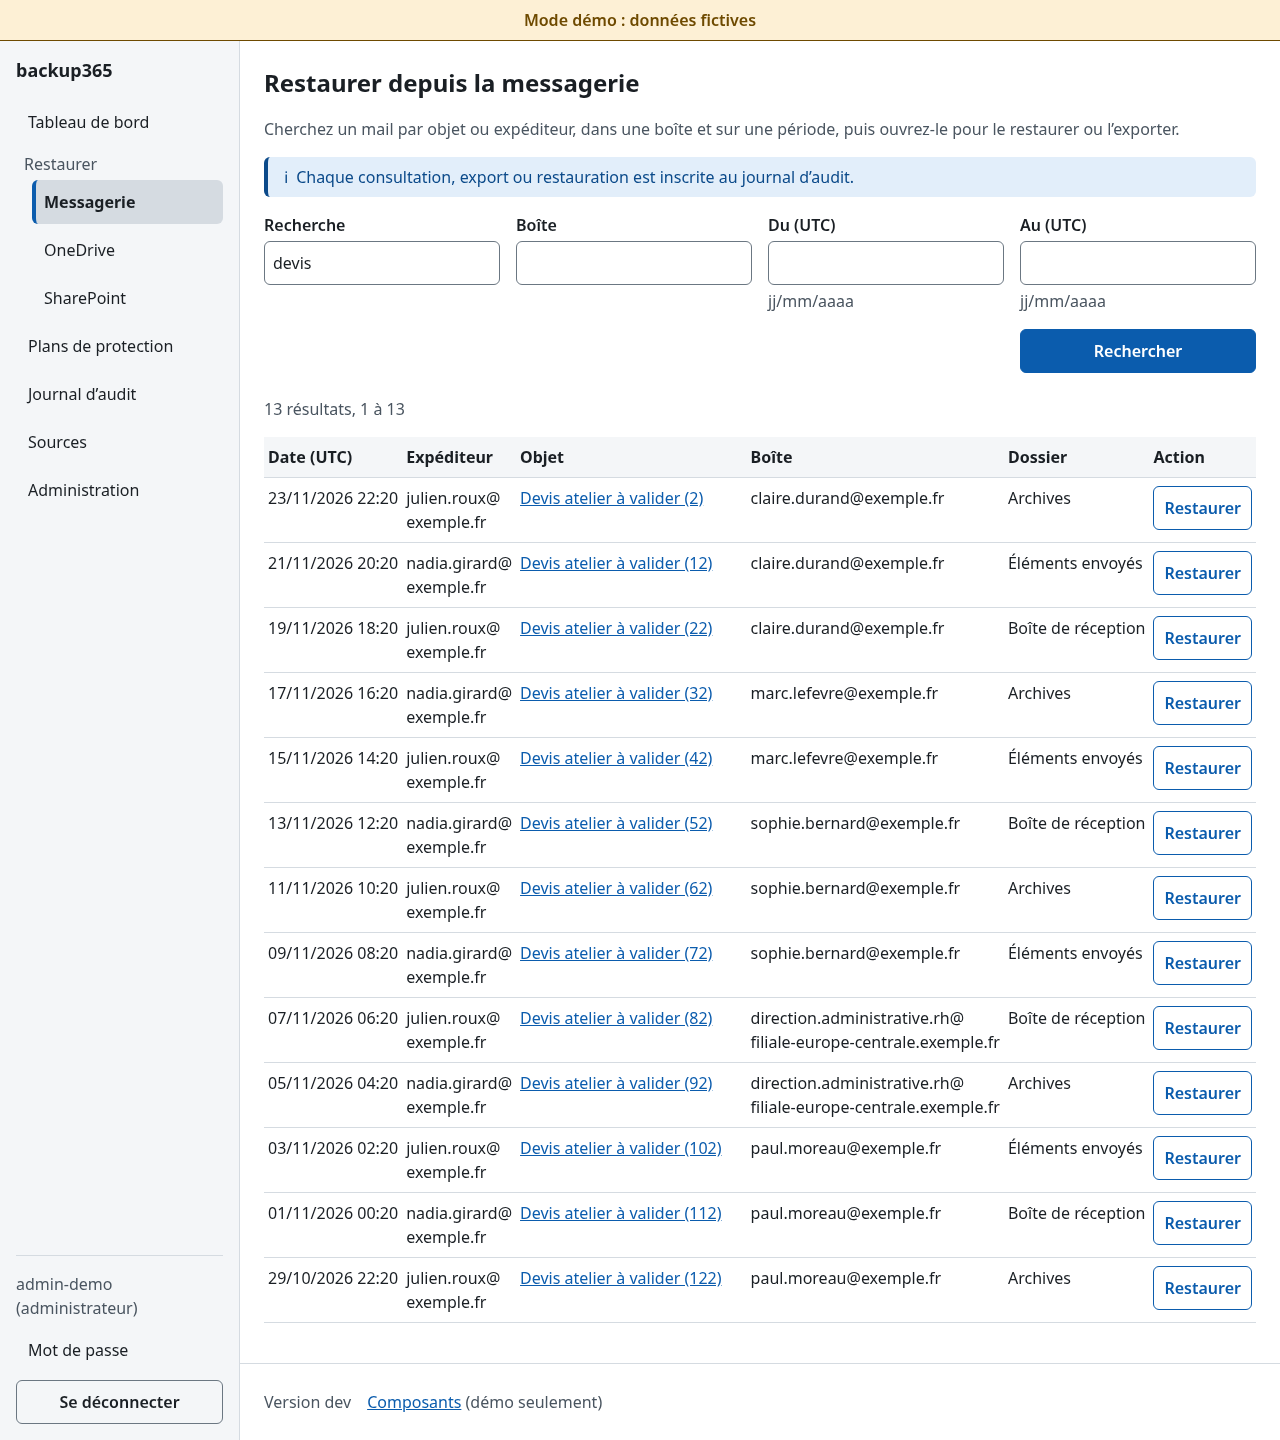 Mode démo : données fictives
backup365
Tableau de bord
Restaurer
Messagerie
OneDrive
SharePoint
Plans de protection
Journal d’audit
Sources
Administration
admin-demo
(administrateur)
Mot de passe
Se déconnecter
Restaurer depuis la messagerie
Cherchez un mail par objet ou expéditeur, dans une boîte et sur une période, puis ouvrez-le pour le restaurer ou l’exporter.
i Chaque consultation, export ou restauration est inscrite au journal d’audit.
Recherche Boîte Du (UTC) Au (UTC)
devis
jj/mm/aaaa jj/mm/aaaa
Rechercher
13 résultats, 1 à 13
Date (UTC) Expéditeur Objet Boîte Dossier Action
23/11/2026 22:20 julien.roux@ Devis atelier à valider (2) claire.durand@exemple.fr Archives Restaurer
exemple.fr
21/11/2026 20:20 nadia.girard@ Devis atelier à valider (12) claire.durand@exemple.fr Éléments envoyés Restaurer
exemple.fr
19/11/2026 18:20 julien.roux@ Devis atelier à valider (22) claire.durand@exemple.fr Boîte de réception Restaurer
exemple.fr
17/11/2026 16:20 nadia.girard@ Devis atelier à valider (32) marc.lefevre@exemple.fr Archives Restaurer
exemple.fr
15/11/2026 14:20 julien.roux@ Devis atelier à valider (42) marc.lefevre@exemple.fr Éléments envoyés Restaurer
exemple.fr
13/11/2026 12:20 nadia.girard@ Devis atelier à valider (52) sophie.bernard@exemple.fr Boîte de réception Restaurer
exemple.fr
11/11/2026 10:20 julien.roux@ Devis atelier à valider (62) sophie.bernard@exemple.fr Archives Restaurer
exemple.fr
09/11/2026 08:20 nadia.girard@ Devis atelier à valider (72) sophie.bernard@exemple.fr Éléments envoyés Restaurer
exemple.fr
07/11/2026 06:20 julien.roux@ Devis atelier à valider (82) direction.administrative.rh@ Boîte de réception Restaurer
exemple.fr filiale-europe-centrale.exemple.fr
05/11/2026 04:20 nadia.girard@ Devis atelier à valider (92) direction.administrative.rh@ Archives Restaurer
exemple.fr filiale-europe-centrale.exemple.fr
03/11/2026 02:20 julien.roux@ Devis atelier à valider (102) paul.moreau@exemple.fr Éléments envoyés Restaurer
exemple.fr
01/11/2026 00:20 nadia.girard@ Devis atelier à valider (112) paul.moreau@exemple.fr Boîte de réception Restaurer
exemple.fr
29/10/2026 22:20 julien.roux@ Devis atelier à valider (122) paul.moreau@exemple.fr Archives Restaurer
exemple.fr
Version dev Composants (démo seulement)